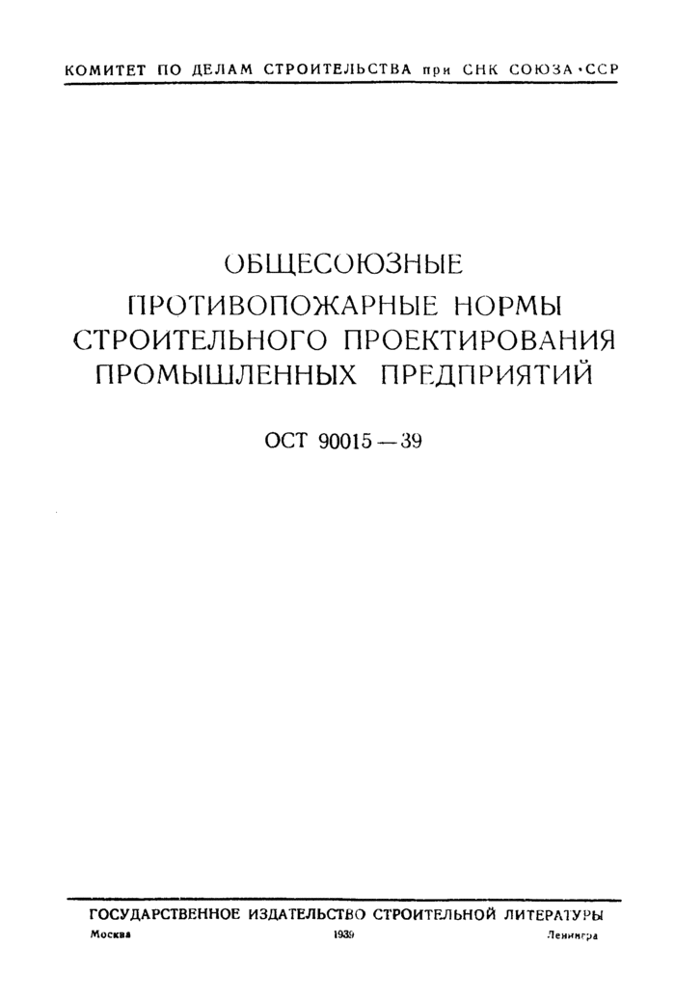 КОМИТЕТ ПО ДЕЛАМ СТРОИТЕЛЬСТВА при СНК СОЮЗА ССР
ОБЩЕСОЮЗНЫЕ
ПРОТИВОПОЖАРНЫЕ НОРМЫ
СТРОИТЕЛЬНОГО ПРОЕКТИРОВАНИЯ
ПРОМЫШЛЕННЫХ ПРЕДПРИЯТИЙ
ОСТ 90015—39
ГОСУДАРСТВЕННОЕ ИЗДАТЕЛЬСТВО СТРОИТЕЛЬНОЙ ЛИТЕРАТУРЫ
Москва 1939 Ленингра